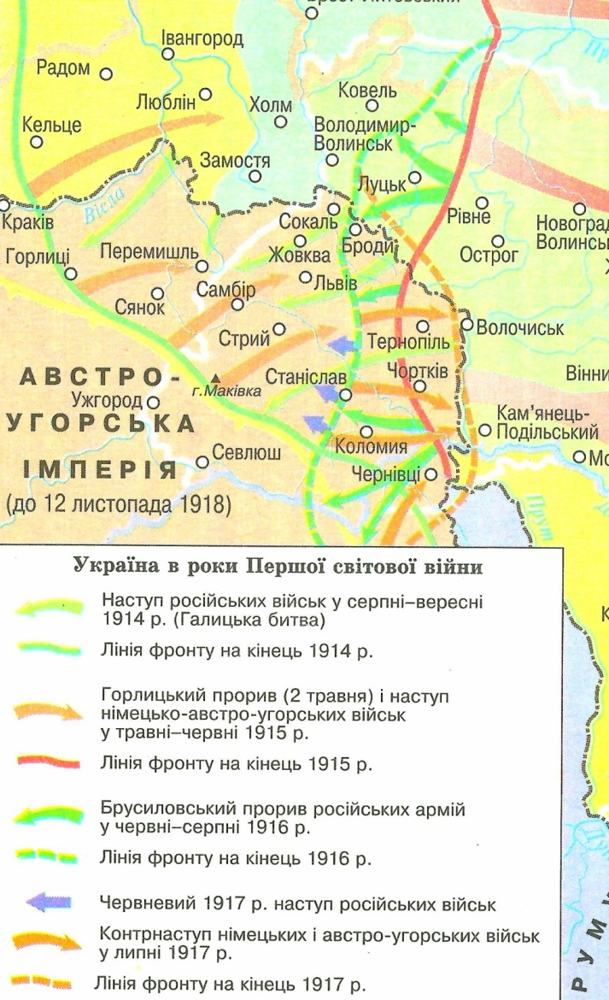 Івангород
Радом
Люблін
Холм
Ковель
Кельце
Володимир-
Волинськ
Замостя
Луцьк
Вісла
Краків
Сокаль
Рівне
Новоград
Броди
Горлиці
Перемишль
Жовква
Острог
Самбір
Львів
Сянок
Волочиськ
Стрий
Тернопіль
АВСТРО-
Станіслав
Чортків
г.Маківка
Ужгород
УГОРСЬКА
Кам'янець-
Подільський
Коломия
Севлюш
ІМПЕРІЯ
Чернівці
(до 12 листопада 1918)
Прут
Україна в роки Першої світової війни
Наступ російських військ у серпні–вересні
1914 р. (Галицька битва)
Лінія фронту на кінець 1914 р.
Горлицький прорив (2 травня) і наступ
німецько-австро-угорських військ
у травні–червні 1915 р.
Лінія фронту на кінець 1915 р.
Брусиловський прорив російських армій
у червні–серпні 1916 р.
Лінія фронту на кінець 1916 р.
Червневий 1917 р. наступ російських військ
Контрнаступ німецьких і австро-угорських військ
у липні 1917 р.
Лінія фронту на кінець 1917 р.
РУМ